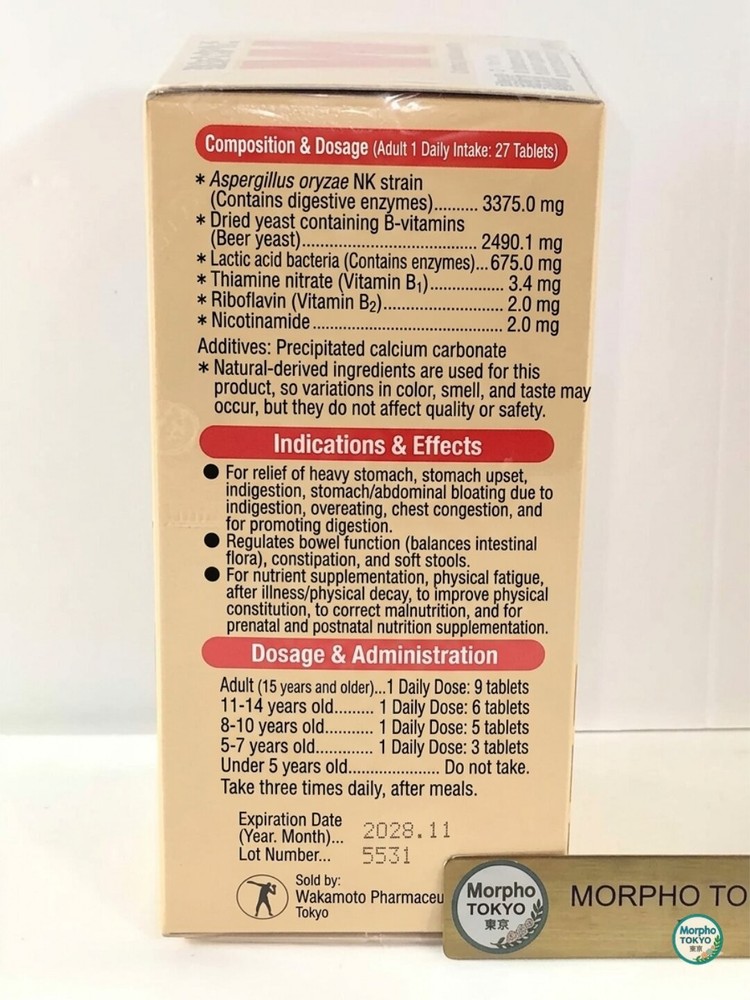 Composition & Dosage (Adult 1 Daily Intake: 27 Tablets)
* Aspergillus oryzae NK strain
(Contains digestive enzymes).......... 3375.0 mg
* Dried yeast containing B-vitamins
(Beer yeast)....................................... 2490.1 mg
* Lactic acid bacteria (Contains enzymes)...675.0 mg
* Thiamine nitrate (Vitamin B₁)................ 3.4 mg
* Riboflavin (Vitamin B₂)......................... 2.0 mg
* Nicotinamide........................................ 2.0 mg
Additives: Precipitated calcium carbonate
* Natural-derived ingredients are used for this
product, so variations in color, smell, and taste may
occur, but they do not affect quality or safety.
Indications & Effects
● For relief of heavy stomach, stomach upset,
indigestion, stomach/abdominal bloating due to
indigestion, overeating, chest congestion, and
for promoting digestion.
● Regulates bowel function (balances intestinal
flora), constipation, and soft stools.
● For nutrient supplementation, physical fatigue,
after illness/physical decay, to improve physical
constitution, to correct malnutrition, and for
prenatal and postnatal nutrition supplementation.
Dosage & Administration
Adult (15 years and older)...1 Daily Dose: 9 tablets
11-14 years old......... 1 Daily Dose: 6 tablets
8-10 years old........... 1 Daily Dose: 5 tablets
5-7 years old............. 1 Daily Dose: 3 tablets
Under 5 years old.................... Do not take.
Take three times daily, after meals.
Expiration Date
(Year. Month)... 2028.11
Lot Number... 5531
Sold by:
Wakamoto Pharmaceu
Tokyo
Morpho
TOKYO
東京
MORPHO TO
Morpho
TOKYO
東京